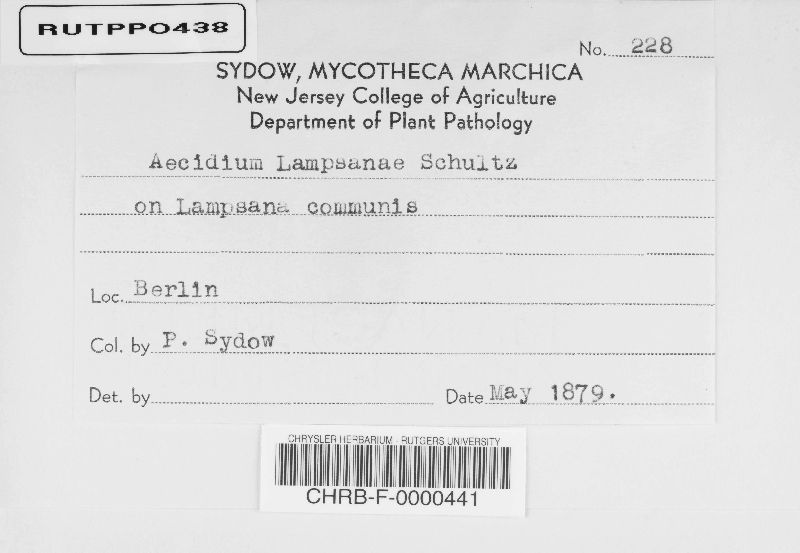 RUTPP0438
No. 228
SYDOW, MYCOTHECA MARCHICA
New Jersey College of Agriculture
Department of Plant Pathology
Aecidium Lampsanae Schultz
on Lampsana communis
Loc. Berlin
Col. by P. Sydow
Det. by
Date May 1879.
CHRYSLER HERBARIUM - RUTGERS UNIVERSITY
CHRB-F-0000441